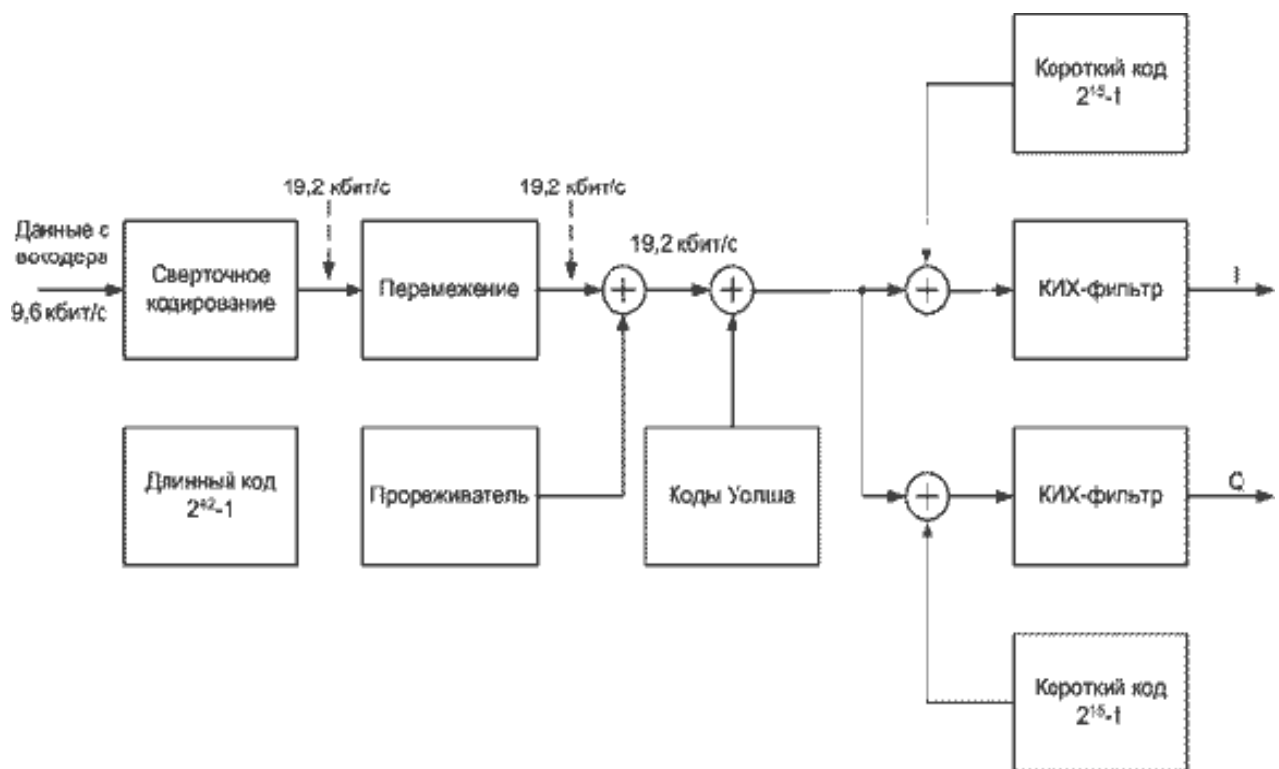 Короткий код
2¹⁵-1
19,2 кбит/с
19,2 кбит/с
Данные с
вокодера
9,6 кбит/с
Сверточное
кодирование
Перемежение
19,2 кбит/с
КИХ-фильтр
I
Длинный код
2⁴²-1
Прореживатель
Коды Уолша
КИХ-фильтр
Q
Короткий код
2¹⁵-1